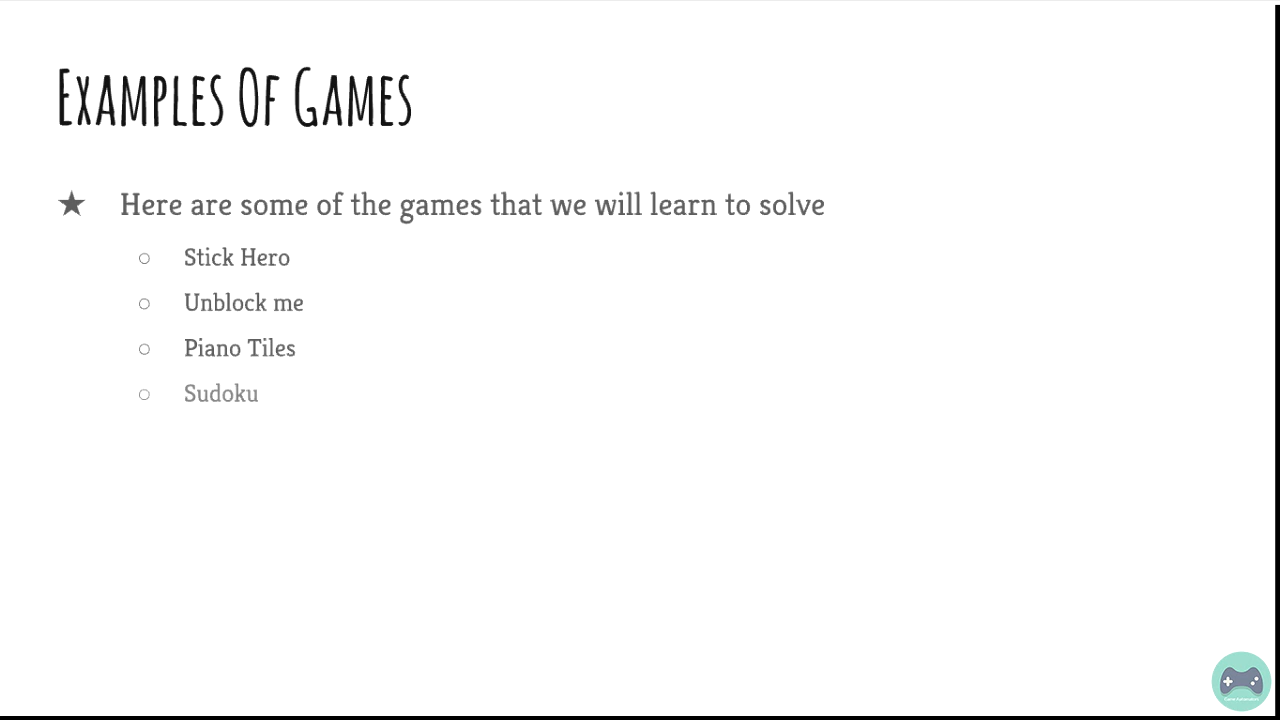 Examples Of Games
★ Here are some of the games that we will learn to solve
○ Stick Hero
○ Unblock me
○ Piano Tiles
○ Sudoku